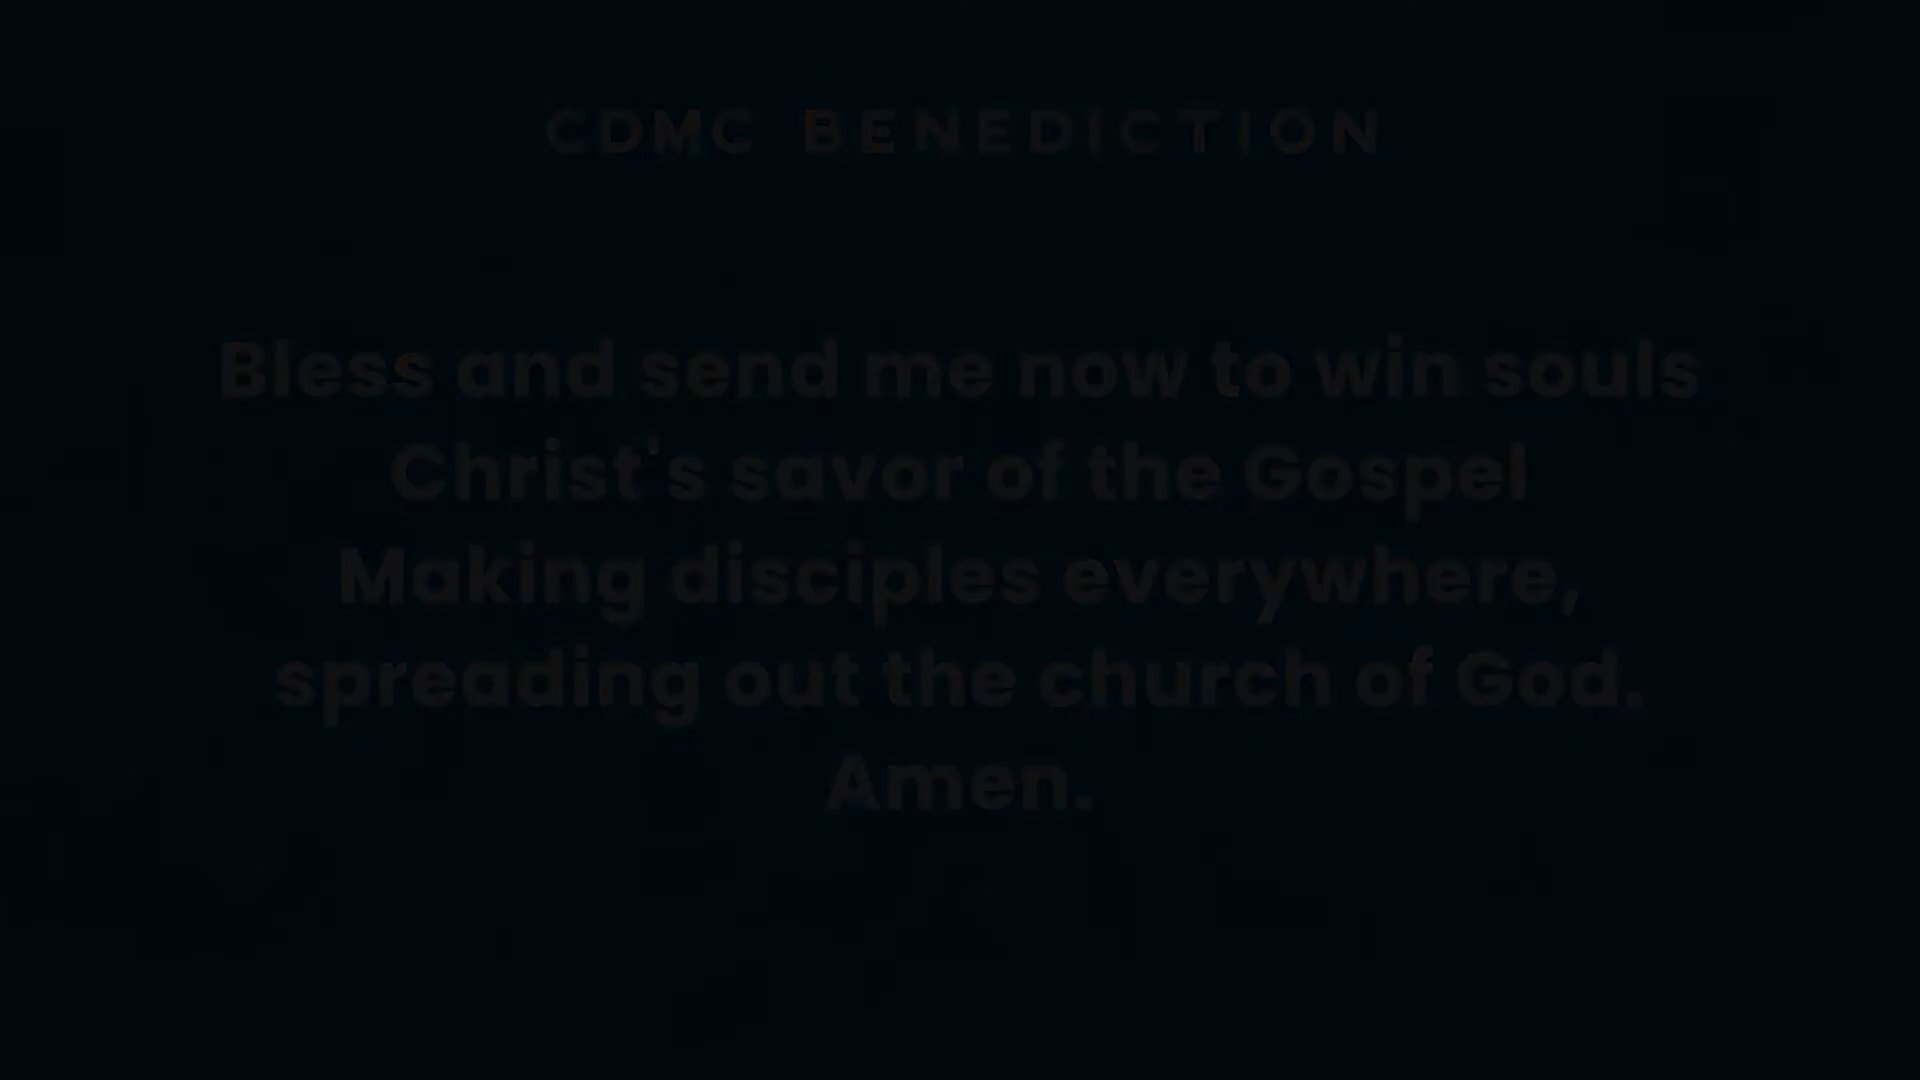 CDMC BENEDICTION
Bless and send me now to win souls
Christ's savor of the Gospel
Making disciples everywhere,
spreading out the church of God.
Amen.